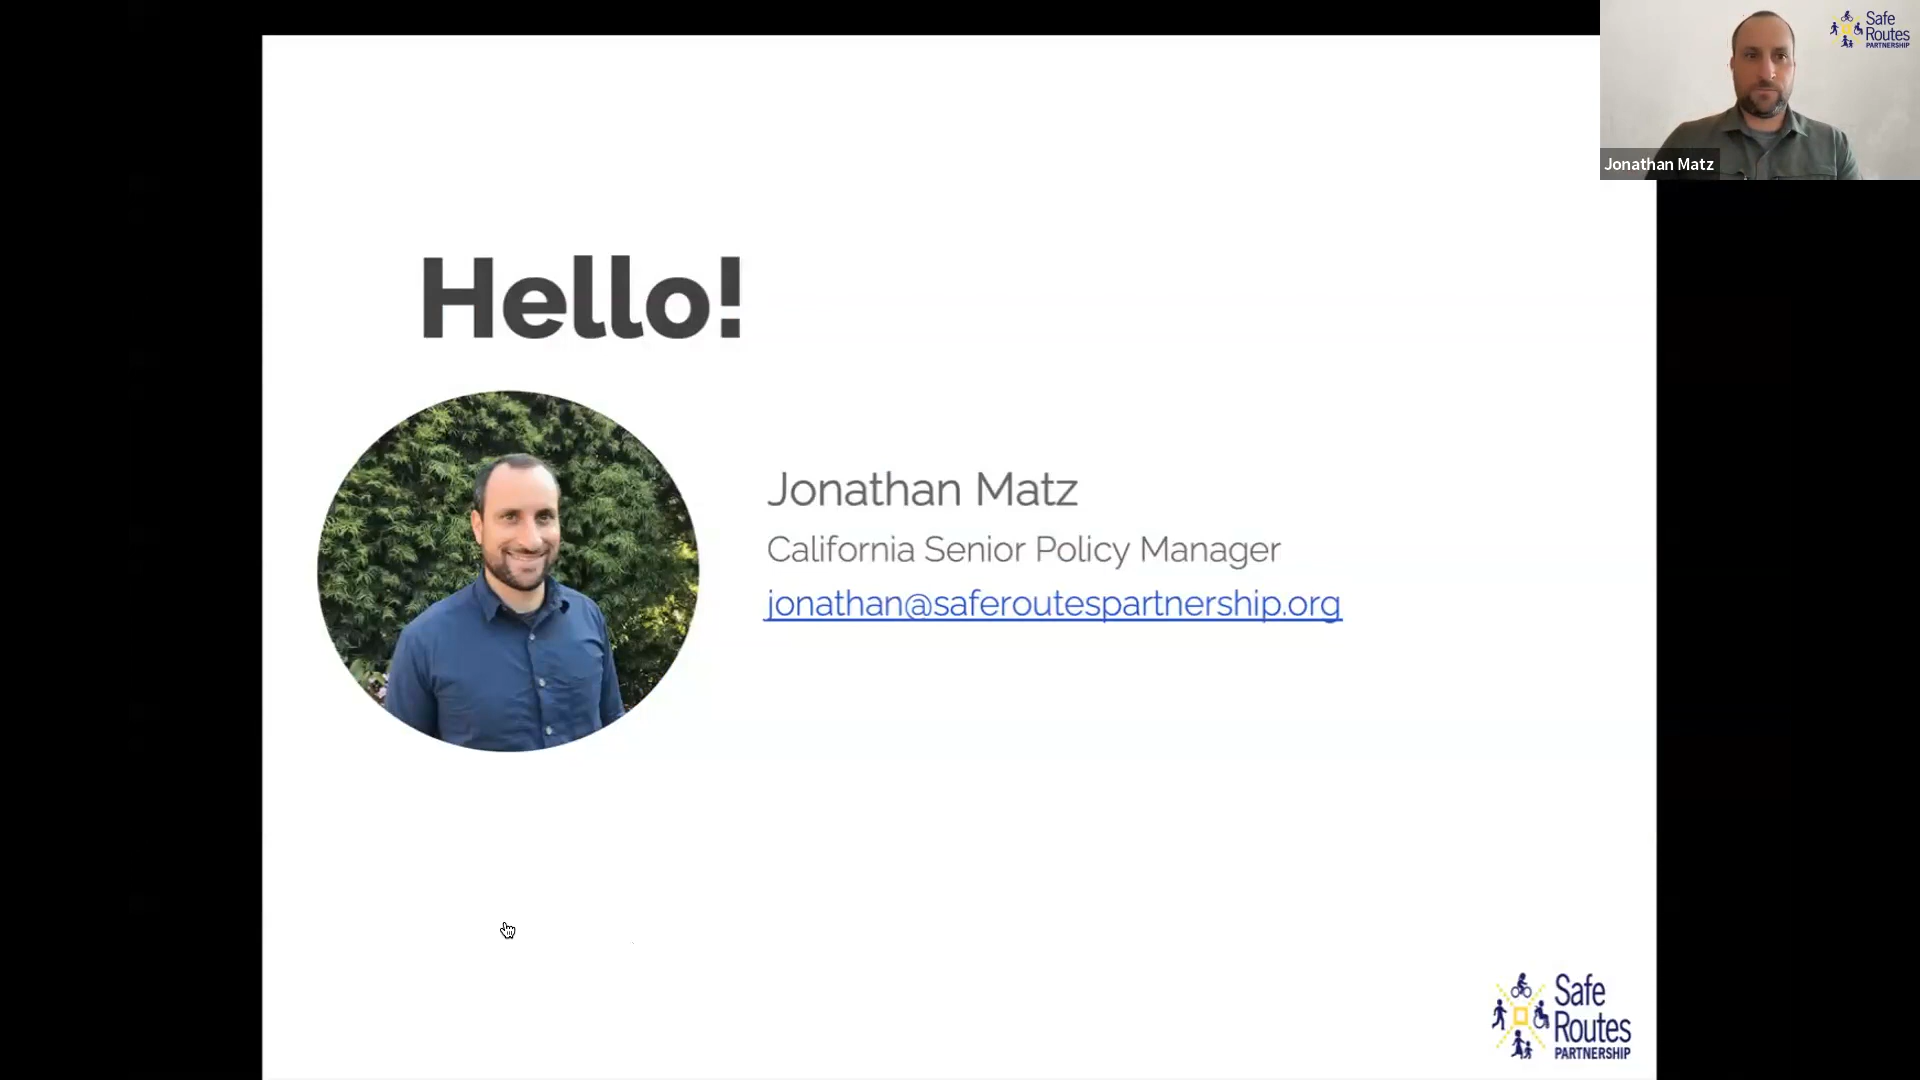 Safe
Routes
PARTNERSHIP
Jonathan Matz
Hello!
Jonathan Matz
California Senior Policy Manager
jonathan@saferoutespartnership.org
Safe
Routes
PARTNERSHIP